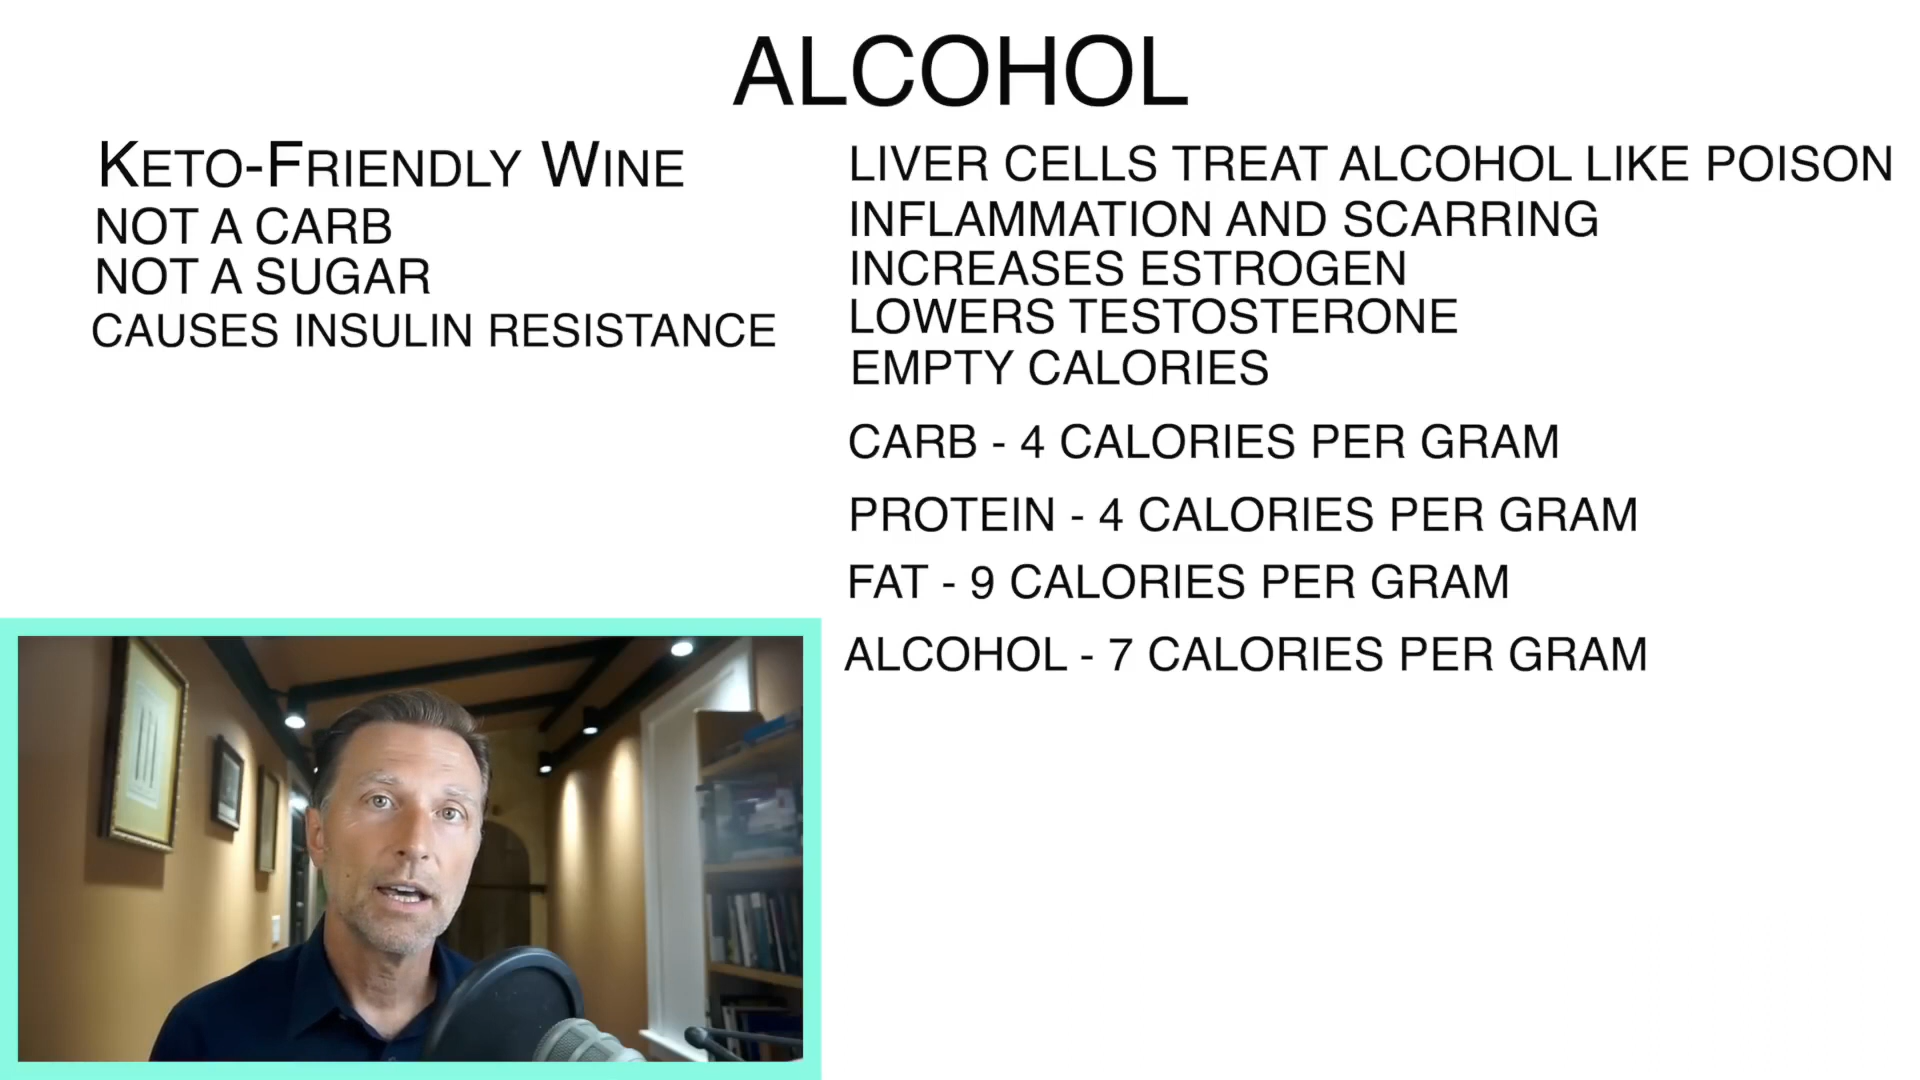 ALCOHOL
KETO-FRIENDLY WINE
NOT A CARB
NOT A SUGAR
CAUSES INSULIN RESISTANCE
LIVER CELLS TREAT ALCOHOL LIKE POISON
INFLAMMATION AND SCARRING
INCREASES ESTROGEN
LOWERS TESTOSTERONE
EMPTY CALORIES
CARB - 4 CALORIES PER GRAM
PROTEIN - 4 CALORIES PER GRAM
FAT - 9 CALORIES PER GRAM
ALCOHOL - 7 CALORIES PER GRAM